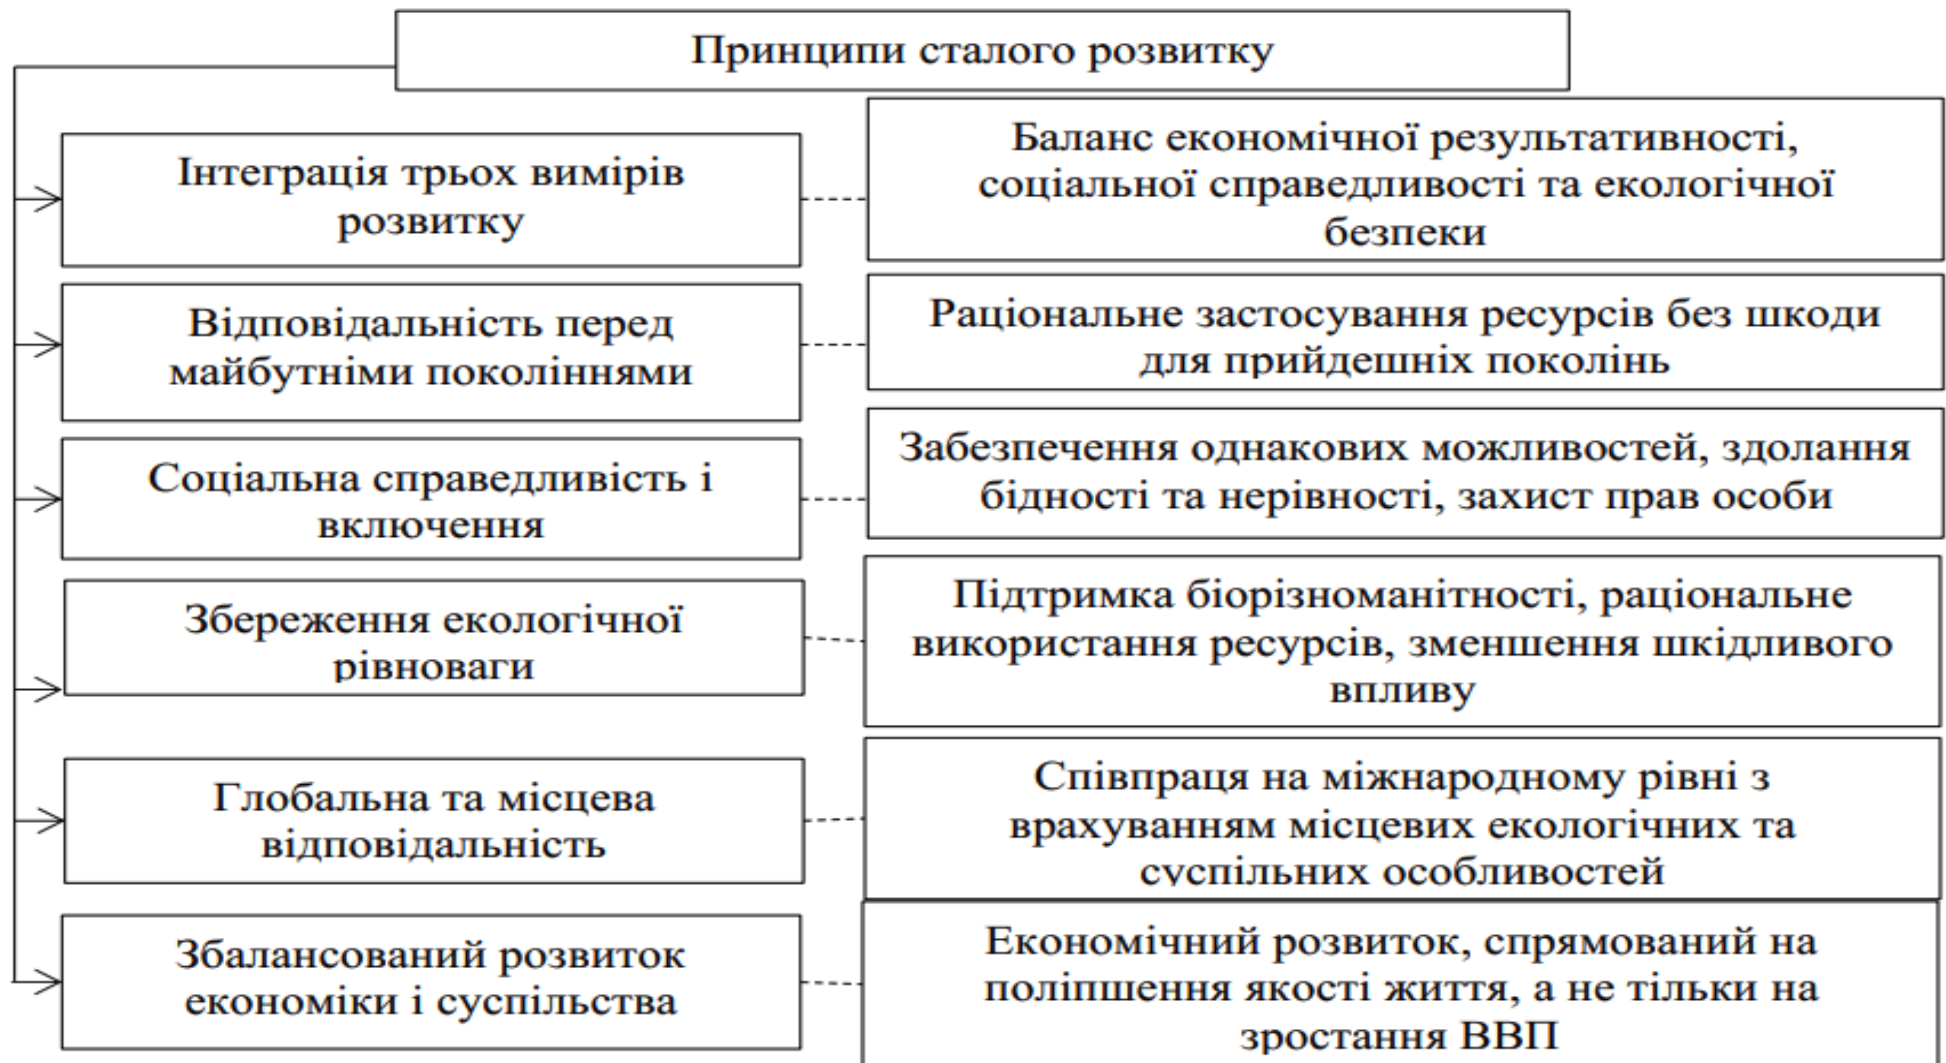 Принципи сталого розвитку
Інтеграція трьох вимірів
розвитку
Баланс економічної результативності,
соціальної справедливості та екологічної
безпеки
Відповідальність перед
майбутніми поколіннями
Раціональне застосування ресурсів без шкоди
для прийдешніх поколінь
Соціальна справедливість і
включення
Забезпечення однакових можливостей, здолання
бідності та нерівності, захист прав особи
Збереження екологічної
рівноваги
Підтримка біорізноманітності, раціональне
використання ресурсів, зменшення шкідливого
впливу
Глобальна та місцева
відповідальність
Співпраця на міжнародному рівні з
врахуванням місцевих екологічних та
суспільних особливостей
Збалансований розвиток
економіки і суспільства
Економічний розвиток, спрямований на
поліпшення якості життя, а не тільки на
зростання ВВП